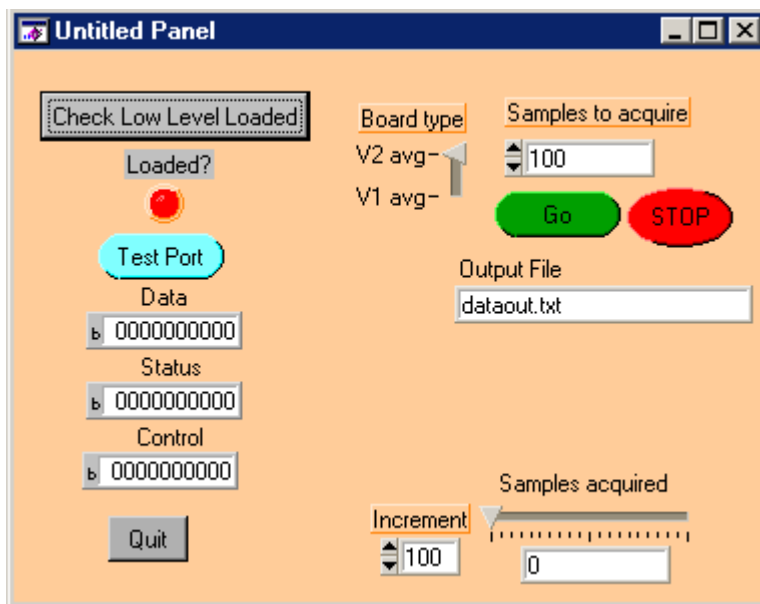 Untitled Panel
Check Low Level Loaded
Loaded?
Test Port
Data
b 0000000000
Status
b 0000000000
Control
b 0000000000
Quit
Board type
V2 avg
V1 avg
Samples to acquire
100
Go
STOP
Output File
dataout.txt
Increment
100
Samples acquired
0